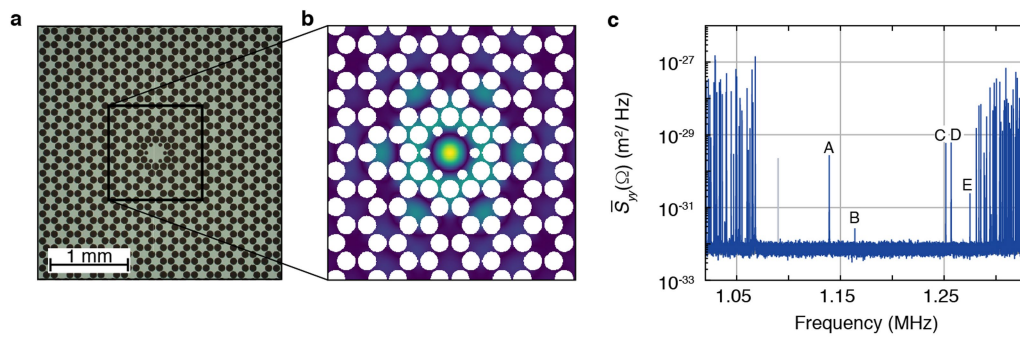 a
1 mm
b
c
S̅yy(Ω) (m²/ Hz)
10-27
10-29
10-31
10-33
A
B
C
D
E
1.05
1.15
1.25
Frequency (MHz)